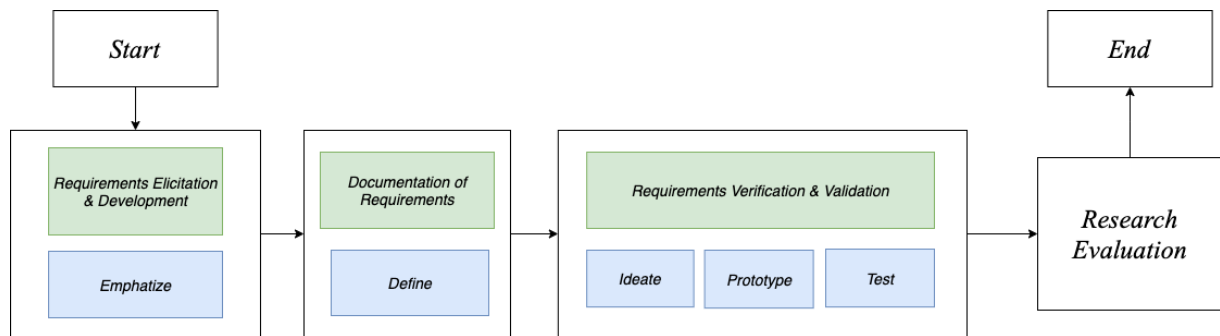 Start
End
Requirements Elicitation
& Development
Documentation of
Requirements
Requirements Verification & Validation
Research
Evaluation
Emphatize
Define
Ideate
Prototype
Test